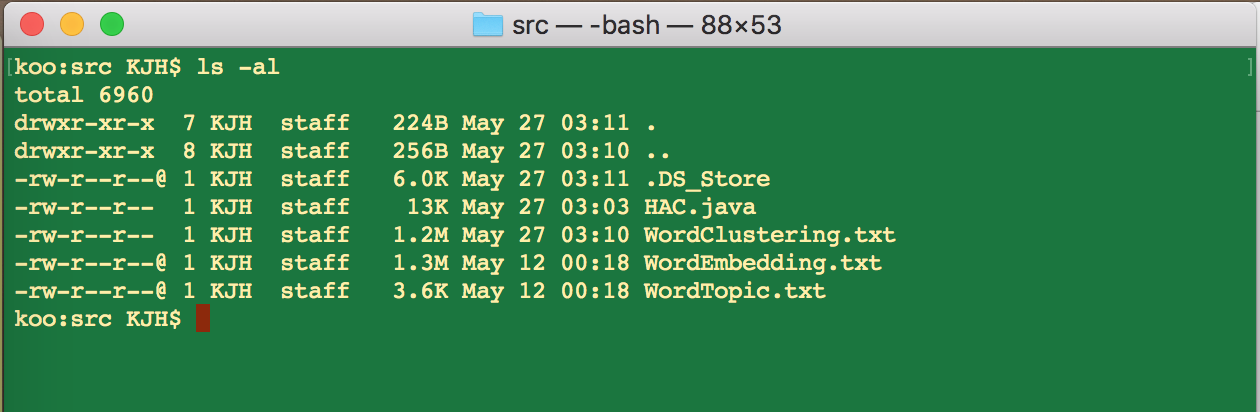 src — -bash — 88×53
[koo:src KJH$ ls -al ]
total 6960
drwxr-xr-x  7 KJH  staff   224B May 27 03:11 .
drwxr-xr-x  8 KJH  staff   256B May 27 03:10 ..
-rw-r--r--@ 1 KJH  staff   6.0K May 27 03:11 .DS_Store
-rw-r--r--  1 KJH  staff    13K May 27 03:03 HAC.java
-rw-r--r--  1 KJH  staff   1.2M May 27 03:10 WordClustering.txt
-rw-r--r--@ 1 KJH  staff   1.3M May 12 00:18 WordEmbedding.txt
-rw-r--r--@ 1 KJH  staff   3.6K May 12 00:18 WordTopic.txt
koo:src KJH$